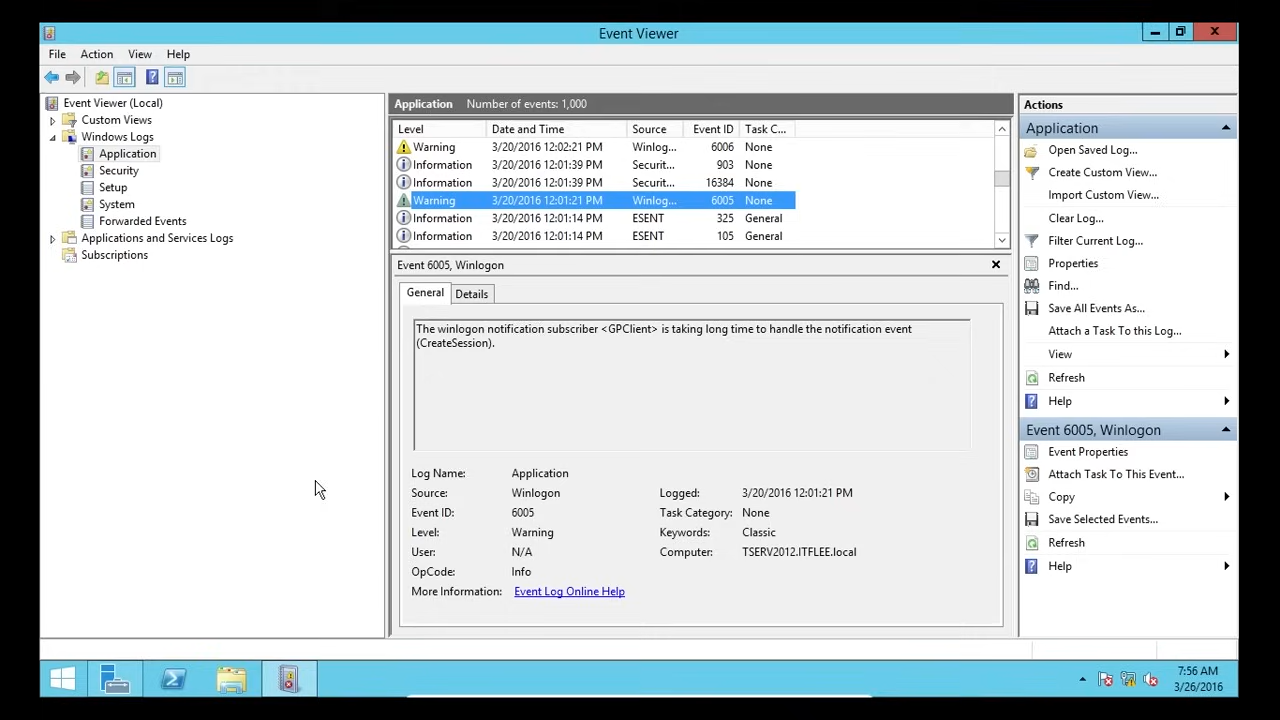 Event Viewer
File Action View Help
Event Viewer (Local)
Custom Views
Windows Logs
Application
Security
Setup
System
Forwarded Events
Applications and Services Logs
Subscriptions
Application Number of events: 1,000
Level Date and Time Source Event ID Task C...
Warning 3/20/2016 12:02:21 PM Winlog... 6006 None
Information 3/20/2016 12:01:39 PM Securit... 903 None
Information 3/20/2016 12:01:39 PM Securit... 16384 None
Warning 3/20/2016 12:01:21 PM Winlog... 6005 None
Information 3/20/2016 12:01:14 PM ESENT 325 General
Information 3/20/2016 12:01:14 PM ESENT 105 General
Event 6005, Winlogon
General Details
The winlogon notification subscriber <GPClient> is taking long time to handle the notification event
(CreateSession).
Log Name: Application
Source: Winlogon Logged: 3/20/2016 12:01:21 PM
Event ID: 6005 Task Category: None
Level: Warning Keywords: Classic
User: N/A Computer: TSERV2012.ITFLEE.local
OpCode: Info
More Information: Event Log Online Help
Actions
Application
Open Saved Log...
Create Custom View...
Import Custom View...
Clear Log...
Filter Current Log...
Properties
Find...
Save All Events As...
Attach a Task To this Log...
View
Refresh
Help
Event 6005, Winlogon
Event Properties
Attach Task To This Event...
Copy
Save Selected Events...
Refresh
Help
7:56 AM
3/26/2016